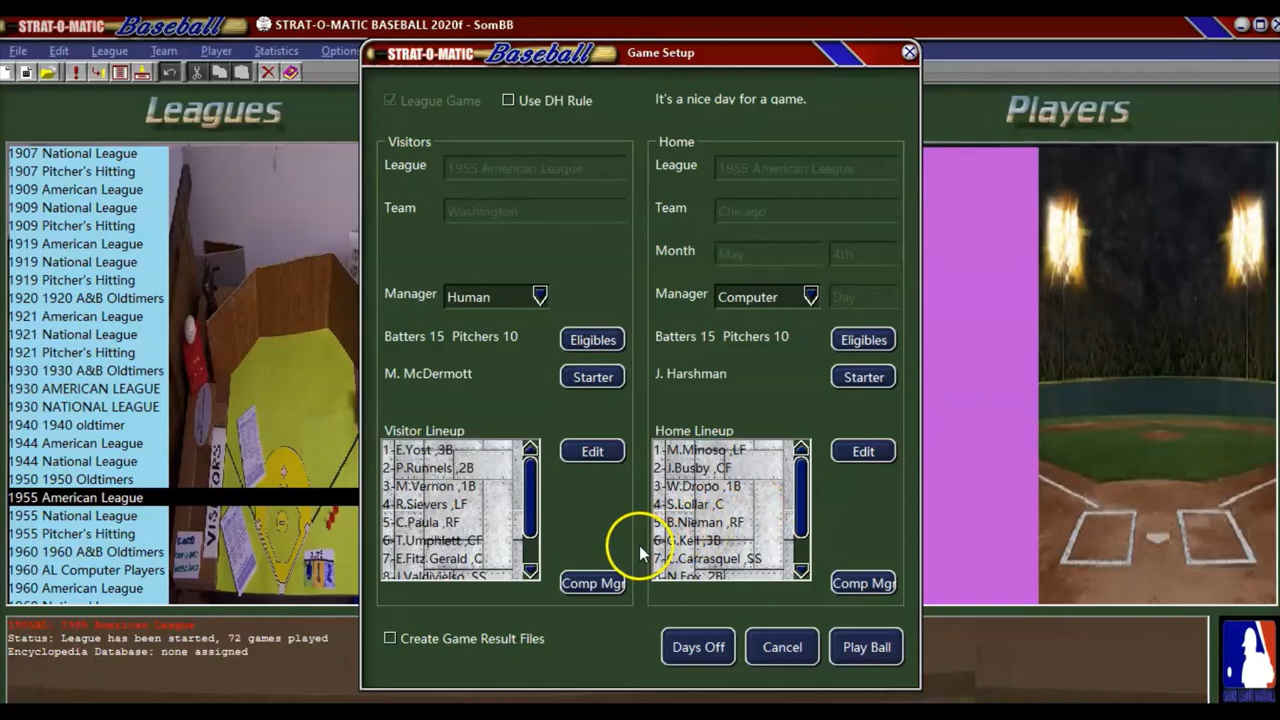 STRAT-O-MATIC Baseball STRAT-O-MATIC BASEBALL 2020f - SomBB
File Edit League Team Player Statistics Option
STRAT-O-MATIC Baseball Game Setup
Leagues
Players
1907 National League
1907 Pitcher's Hitting
1909 American League
1909 National League
1909 Pitcher's Hitting
1919 American League
1919 National League
1919 Pitcher's Hitting
1920 1920 A&B Oldtimers
1921 American League
1921 National League
1921 Pitcher's Hitting
1930 1930 A&B Oldtimers
1930 AMERICAN LEAGUE
1930 NATIONAL LEAGUE
1940 1940 oldtimer
1944 American League
1944 National League
1950 1950 Oldtimers
1955 American League
1955 National League
1955 Pitcher's Hitting
1960 1960 A&B Oldtimers
1960 AL Computer Players
VISITORS
League Game Use DH Rule It's a nice day for a game.
Visitors
League 1955 American League
Team Washington
Manager Human
Batters 15 Pitchers 10 Eligibles
M. McDermott Starter
Visitor Lineup
1-E.Yost ,3B Edit
2-P.Runnels ,2B
3-M.Vernon ,1B
4-R.Sievers ,LF
5-C.Paula ,RF
6-T.Umphlett ,CF
7-E.Fitz Gerald ,C
8-J.Valdivielso ,SS
Comp Mgr
Home
League 1955 American League
Team Chicago
Month May 4th
Manager Computer Day
Batters 15 Pitchers 10 Eligibles
J. Harshman Starter
Home Lineup
1-M.Minoso ,LF Edit
2-J.Busby ,CF
3-W.Dropo ,1B
4-S.Lollar ,C
5-B.Nieman ,RF
6-G.Kell ,3B
7-C.Carrasquel ,SS
8-N.Fox ,2B
Comp Mgr
Create Game Result Files Days Off Cancel Play Ball
1955AL: 1955 American League
Status: League has been started, 72 games played
Encyclopedia Database: none assigned